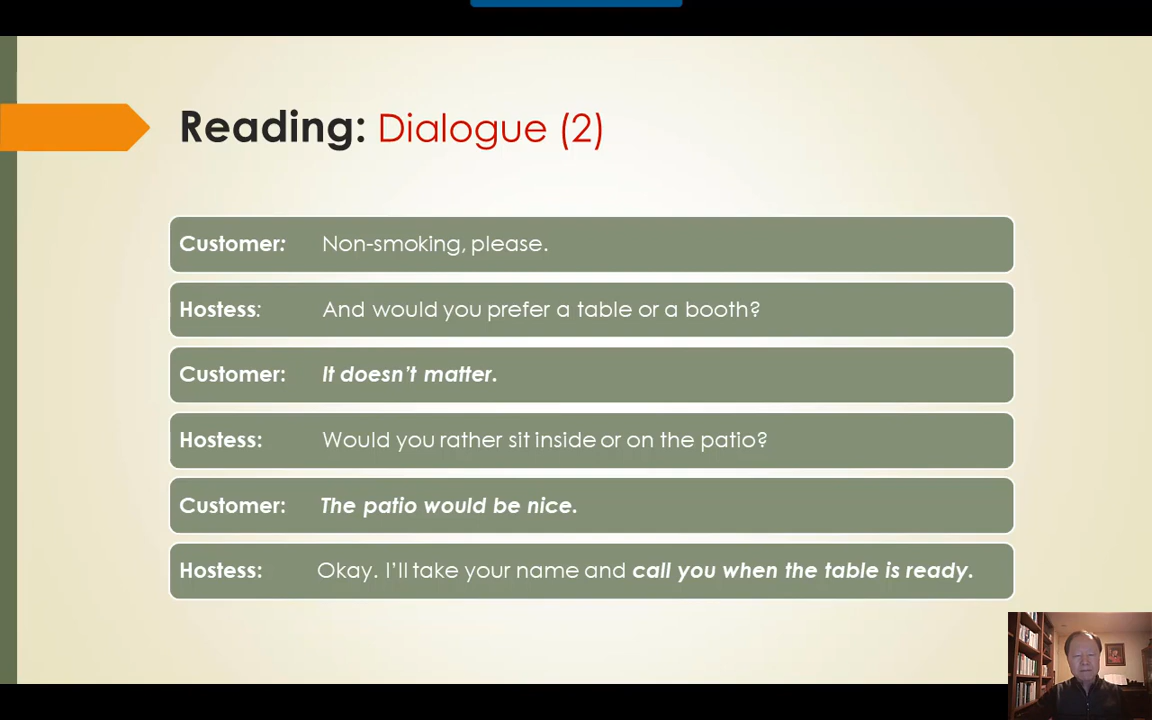 Reading: Dialogue (2)
Customer: Non-smoking, please.
Hostess: And would you prefer a table or a booth?
Customer: It doesn’t matter.
Hostess: Would you rather sit inside or on the patio?
Customer: The patio would be nice.
Hostess: Okay. I’ll take your name and call you when the table is ready.